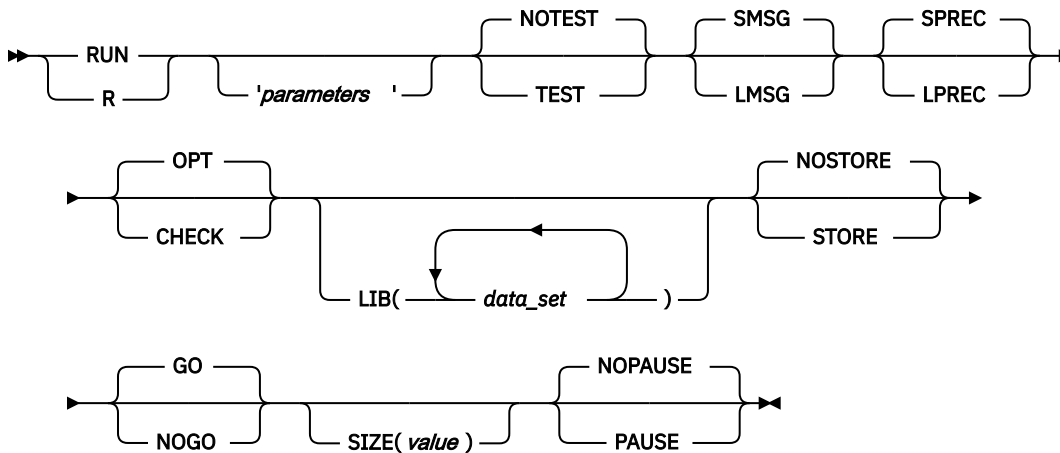 NOTEST SMSG SPREC
RUN
R 'parameters ' TEST LMSG LPREC
OPT NOSTORE
CHECK STORE
LIB( data_set )
GO NOPAUSE
NOGO SIZE( value ) PAUSE